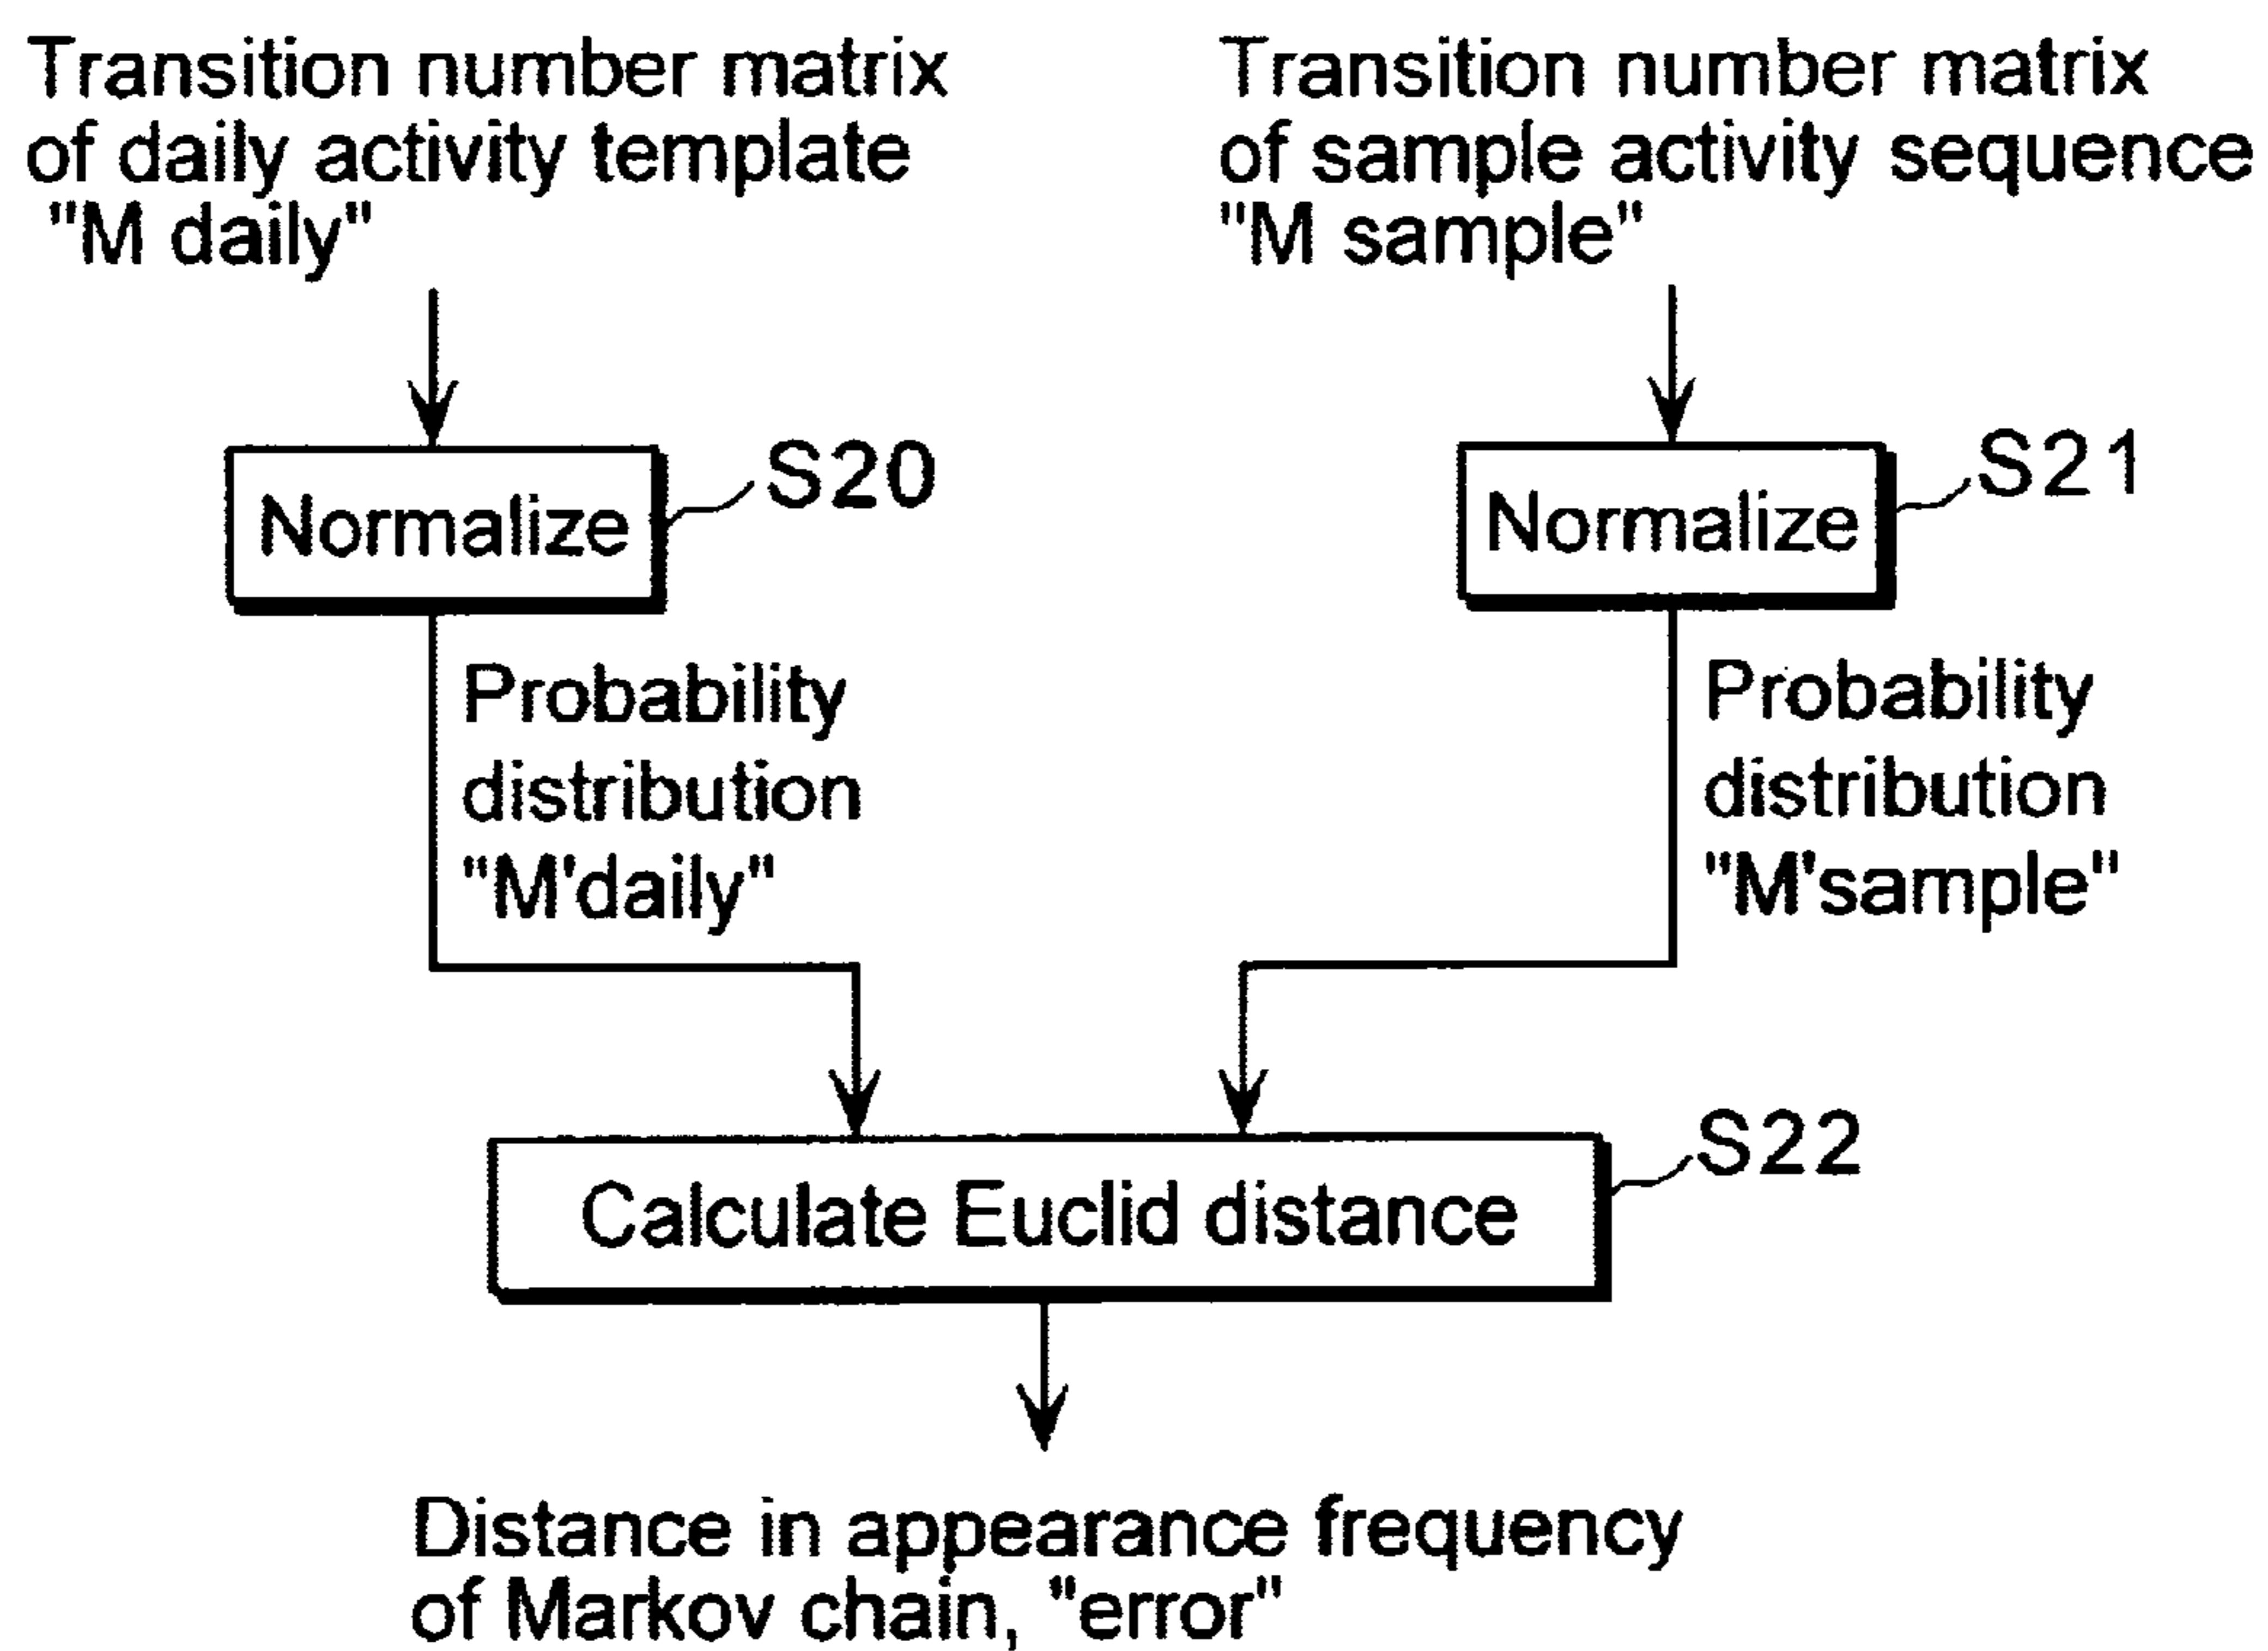 Transition number matrix
of daily activity template
"M daily"
Transition number matrix
of sample activity sequence
"M sample"
Normalize
S20
Normalize
S21
Probability
distribution
"M'daily"
Probability
distribution
"M'sample"
Calculate Euclid distance
S22
Distance in appearance frequency
of Markov chain, "error"